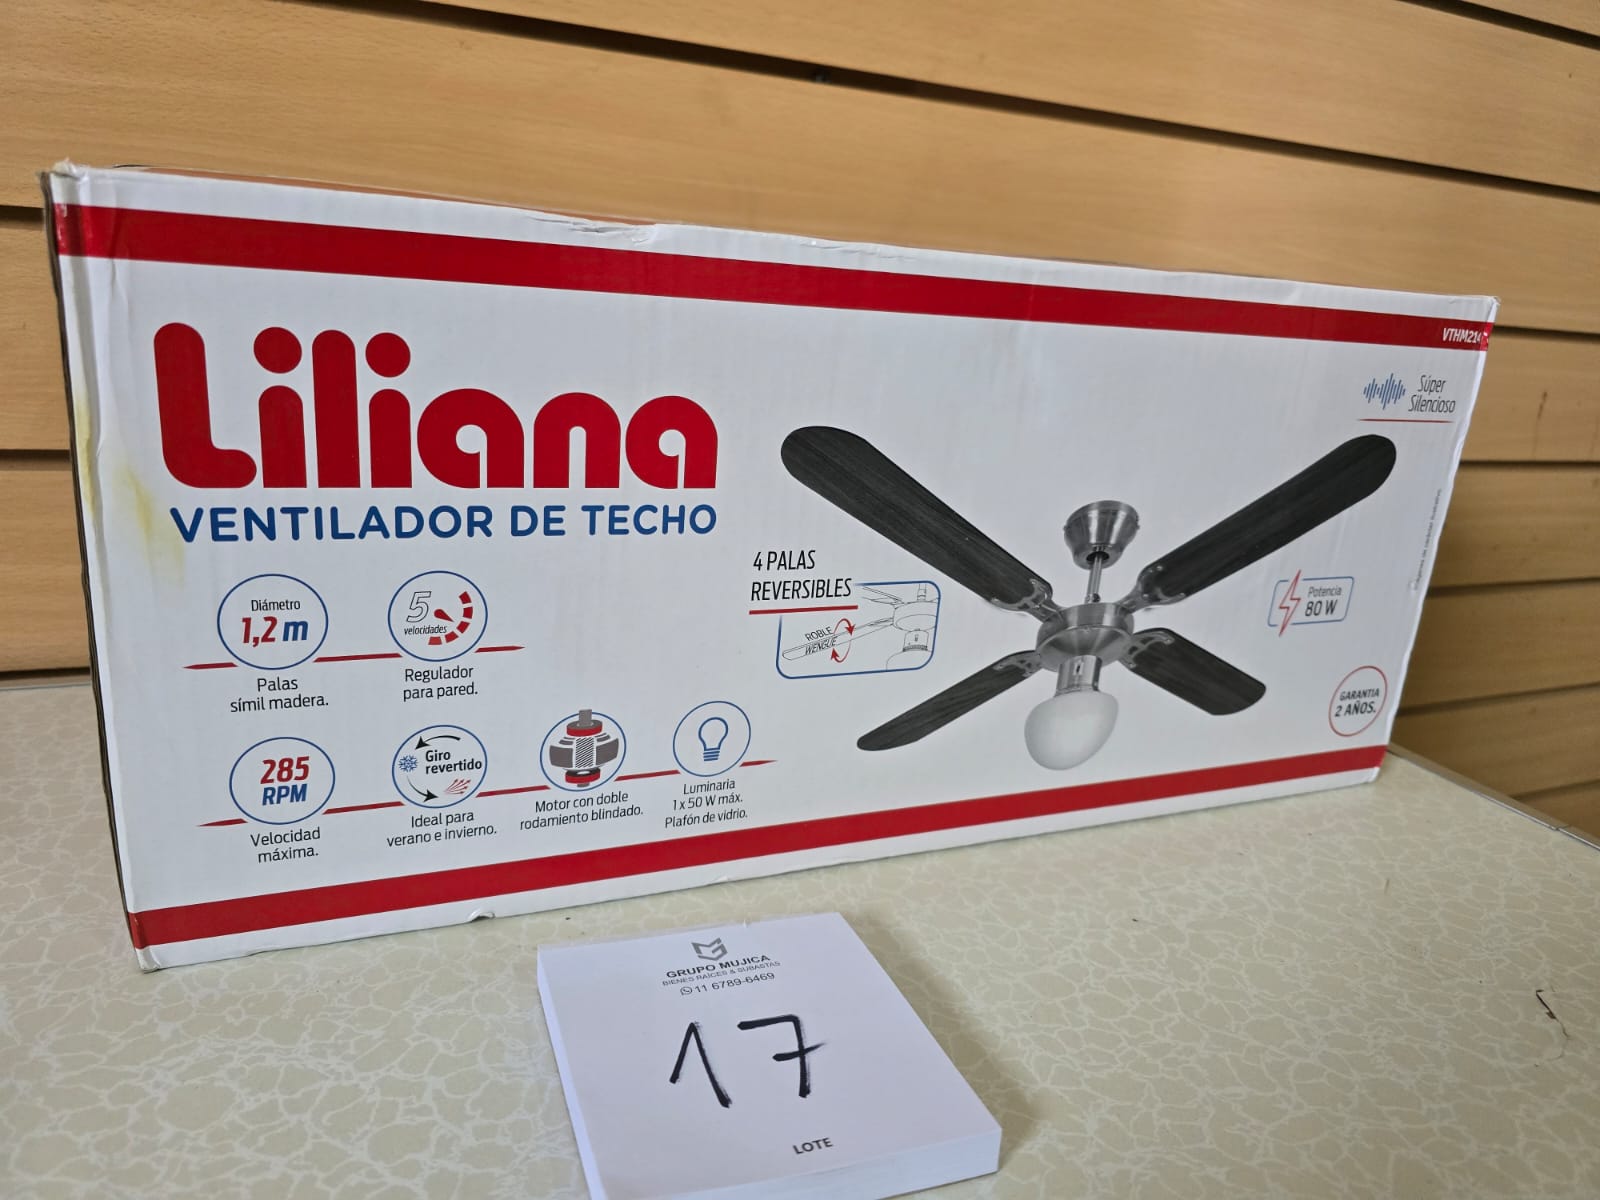 VTHM214
Súper
Silencioso
Liliana
VENTILADOR DE TECHO
4 PALAS
REVERSIBLES
ROBLE
WENGUE
Potencia
80 W
GARANTIA
2 AÑOS.
Diámetro
1,2 m
Palas
símil madera.
5
velocidades
Regulador
para pared.
285
RPM
Velocidad
máxima.
Giro
revertido
Ideal para
verano e invierno.
Motor con doble
rodamiento blindado.
Luminaria
1 x 50 W máx.
Plafón de vidrio.
GRUPO MUJICA
BIENES RAÍCES & SUBASTAS
11 6789-6469
17
LOTE